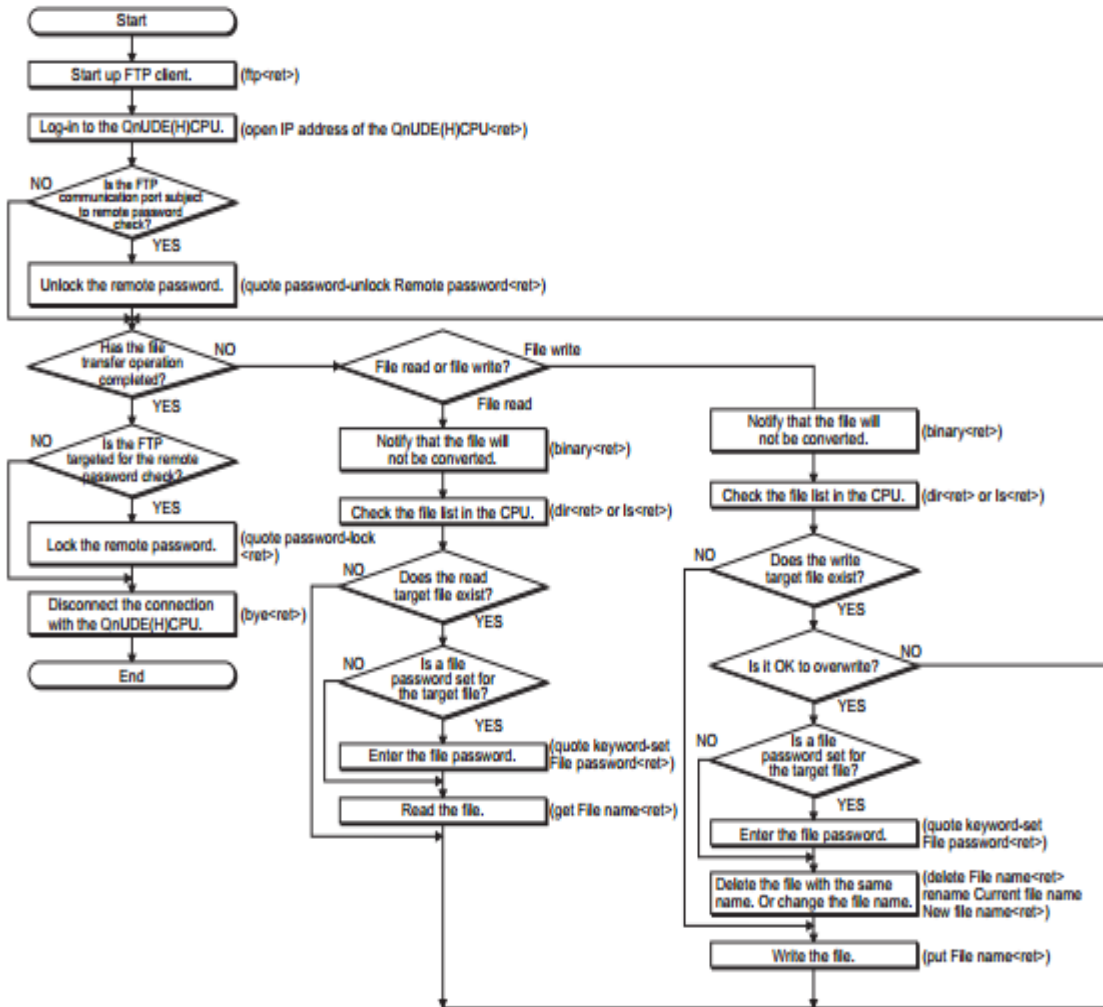 Start
Start up FTP client.
(ftp<ret>)
Log-in to the QnUDE(H)CPU.
(open IP address of the QnUDE(H)CPU<ret>)
NO
Is the FTP
communication port subject
to remote password
check?
YES
Unlock the remote password.
(quote password-unlock Remote password<ret>)
Has the file
transfer operation
completed?
NO
YES
NO
Is the FTP
targeted for the remote
password check?
YES
Lock the remote password.
(quote password-lock
<ret>)
Disconnect the connection
with the QnUDE(H)CPU.
(bye<ret>)
End
File read or file write?
File write
File read
Notify that the file will
not be converted.
(binary<ret>)
Check the file list in the CPU.
(dir<ret> or ls<ret>)
NO
Does the read
target file exist?
YES
NO
Is a file
password set for
the target file?
YES
Enter the file password.
(quote keyword-set
File password<ret>)
Read the file.
(get File name<ret>)
Notify that the file will
not be converted.
(binary<ret>)
Check the file list in the CPU.
(dir<ret> or ls<ret>)
NO
Does the write
target file exist?
YES
Is it OK to overwrite?
NO
YES
NO
Is a file
password set for
the target file?
YES
Enter the file password.
(quote keyword-set
File password<ret>)
Delete the file with the same
name. Or change the file name.
(delete File name<ret>
rename Current file name
New file name<ret>)
Write the file.
(put File name<ret>)